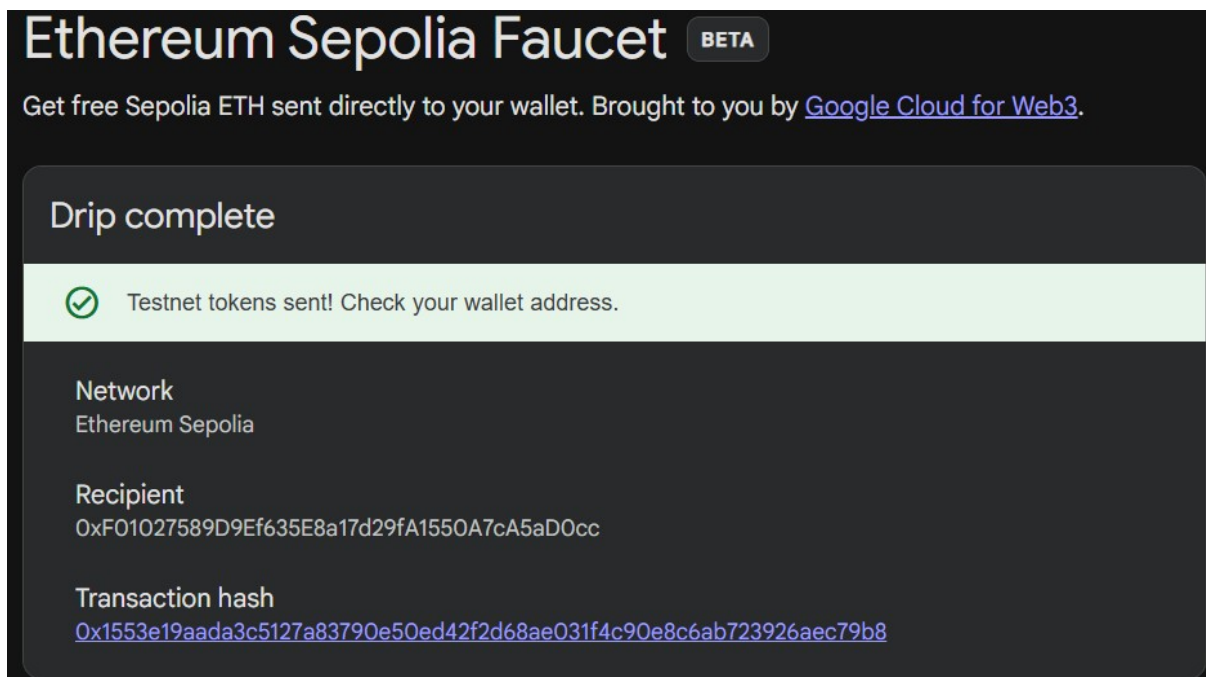 Ethereum Sepolia Faucet BETA
Get free Sepolia ETH sent directly to your wallet. Brought to you by Google Cloud for Web3.
Drip complete
Testnet tokens sent! Check your wallet address.
Network
Ethereum Sepolia
Recipient
0xF01027589D9Ef635E8a17d29fA1550A7cA5aD0cc
Transaction hash
0x1553e19aada3c5127a83790e50ed42f2d68ae031f4c90e8c6ab723926aec79b8